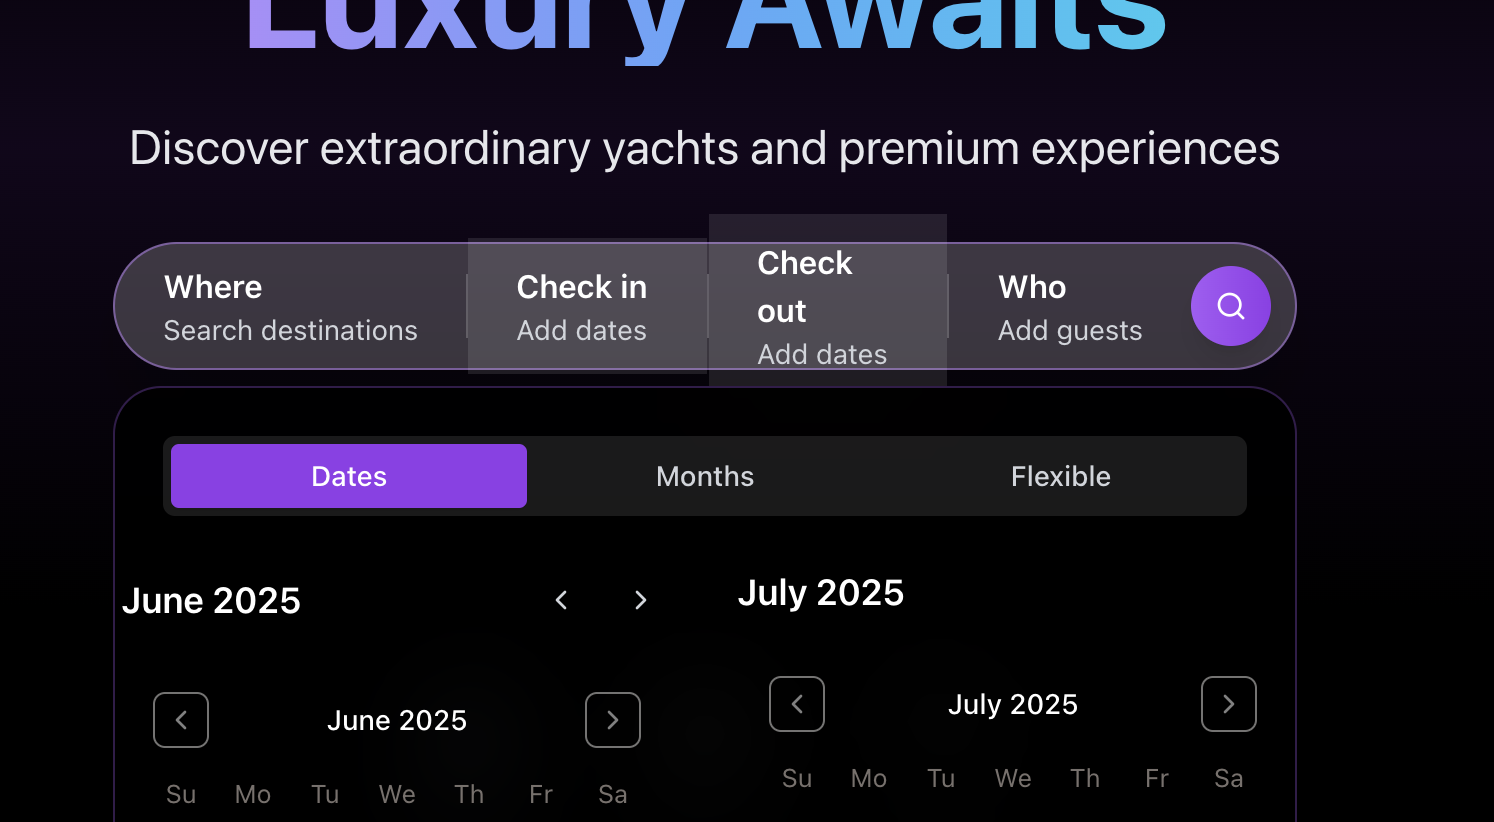 Luxury Awaits
Discover extraordinary yachts and premium experiences
Where
Search destinations
Check in
Add dates
Check
out
Add dates
Who
Add guests
Dates Months Flexible
June 2025
July 2025
June 2025
July 2025
Su Mo Tu We Th Fr Sa
Su Mo Tu We Th Fr Sa